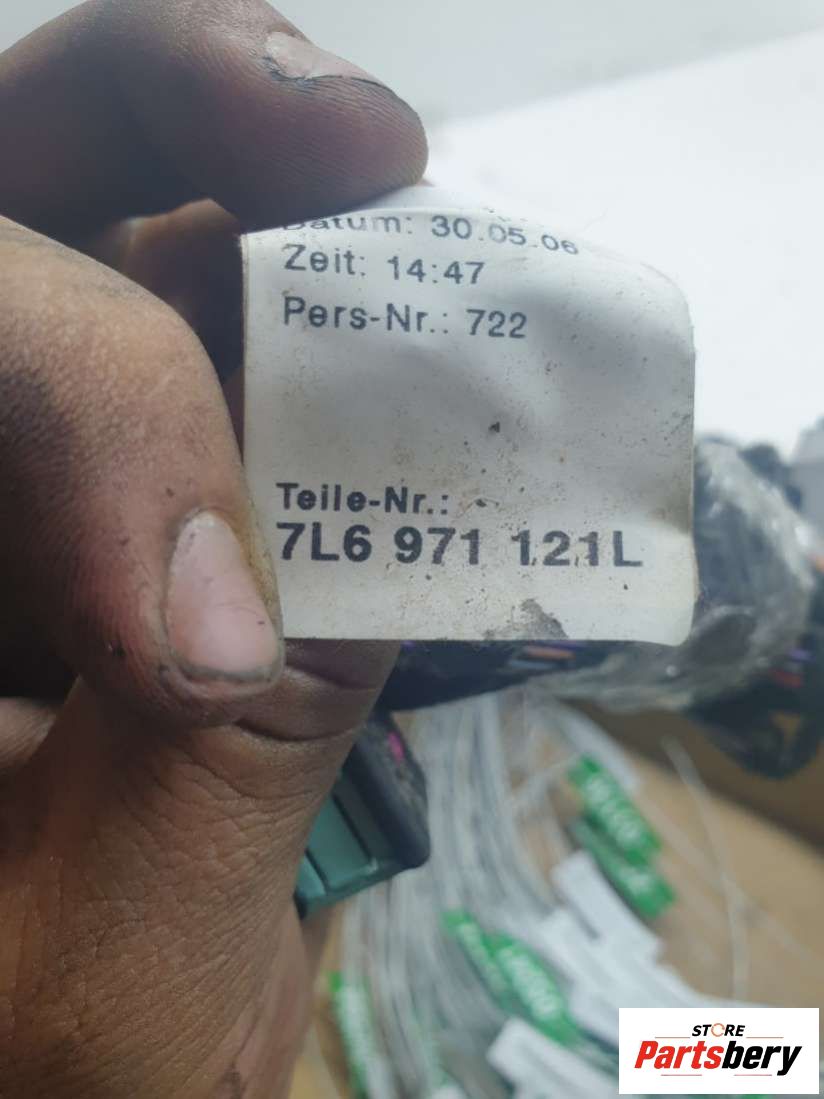 Datum: 30.05.06
Zeit: 14:47
Pers-Nr.: 722
Teile-Nr.:
7L6 971 121L
STORE
Partsbery